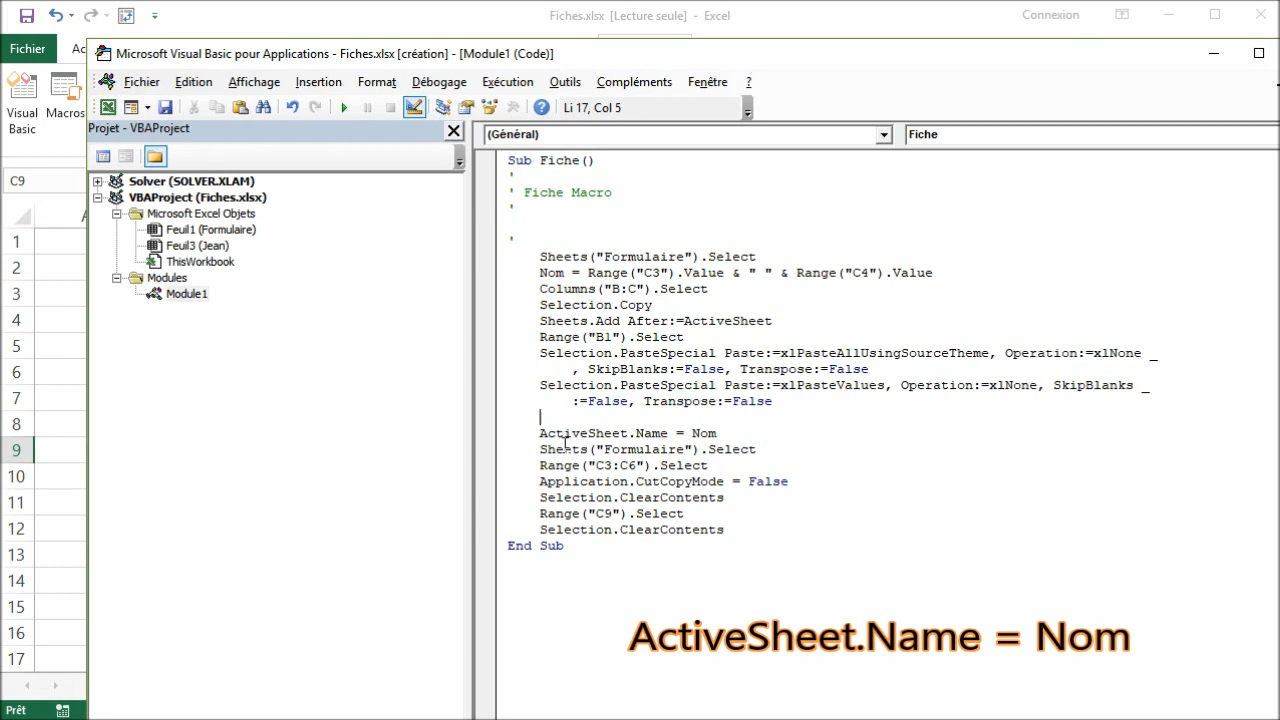 Fiches.xlsx [Lecture seule] - Excel
Connexion
Fichier
Ac
Microsoft Visual Basic pour Applications - Fiches.xlsx [création] - [Module1 (Code)]
Fichier Edition Affichage Insertion Format Débogage Exécution Outils Compléments Fenêtre ?
Visual Basic
Macros
Li 17, Col 5
Projet - VBAProject
(Général)
Fiche
C9
Solver (SOLVER.XLAM)
VBAProject (Fiches.xlsx)
Microsoft Excel Objets
Feuil1 (Formulaire)
Feuil3 (Jean)
ThisWorkbook
Modules
Module1
1
2
3
4
5
6
7
8
9
10
11
12
13
14
15
16
17
Sub Fiche()
'
' Fiche Macro
'
'
Sheets("Formulaire").Select
Nom = Range("C3").Value & " " & Range("C4").Value
Columns("B:C").Select
Selection.Copy
Sheets.Add After:=ActiveSheet
Range("B1").Select
Selection.PasteSpecial Paste:=xlPasteAllUsingSourceTheme, Operation:=xlNone _
, SkipBlanks:=False, Transpose:=False
Selection.PasteSpecial Paste:=xlPasteValues, Operation:=xlNone, SkipBlanks _
:=False, Transpose:=False
ActiveSheet.Name = Nom
Sheets("Formulaire").Select
Range("C3:C6").Select
Application.CutCopyMode = False
Selection.ClearContents
Range("C9").Select
Selection.ClearContents
End Sub
ActiveSheet.Name = Nom
Prêt